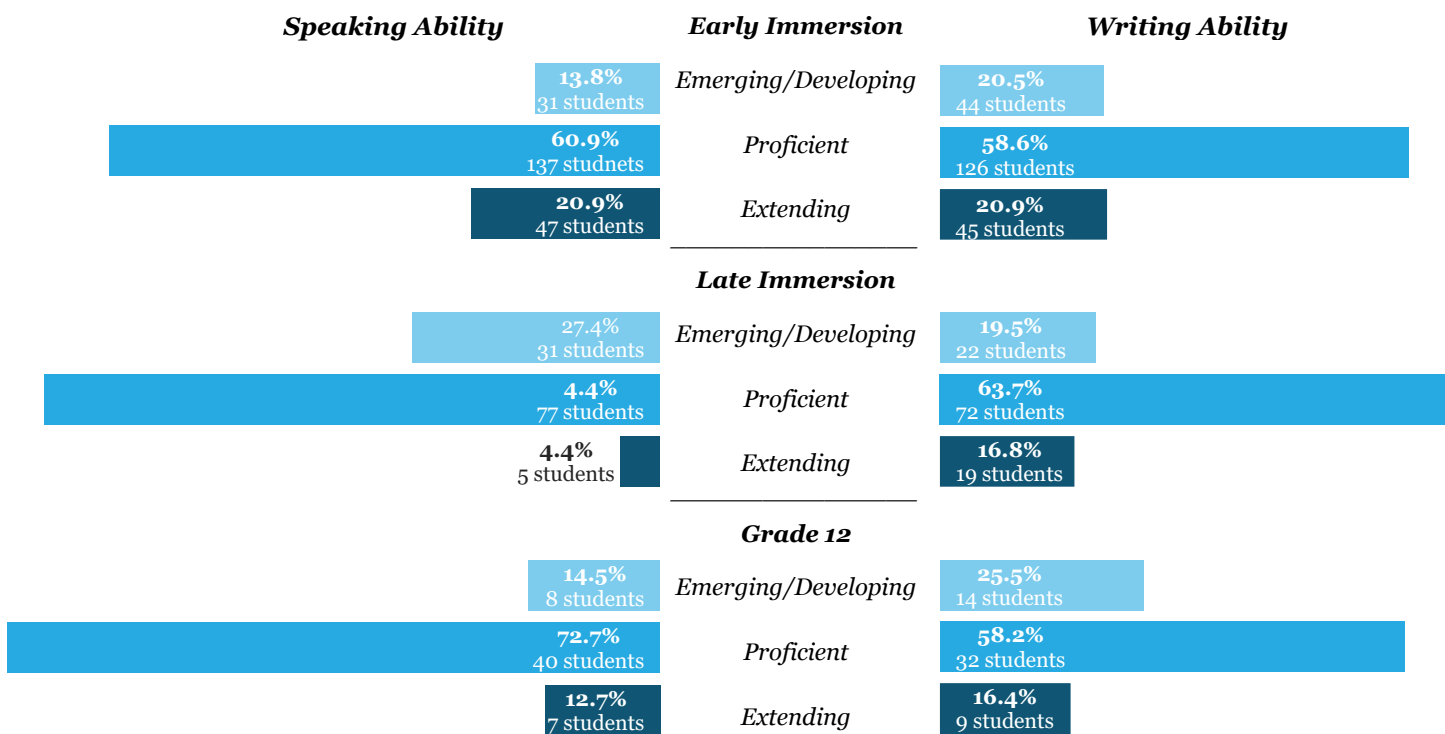 Speaking Ability
Early Immersion
Writing Ability
13.8%
31 students
Emerging/Developing
20.5%
44 students
60.9%
137 studnets
Proficient
58.6%
126 students
20.9%
47 students
Extending
20.9%
45 students
Late Immersion
27.4%
31 students
Emerging/Developing
19.5%
22 students
4.4%
77 students
Proficient
63.7%
72 students
4.4%
5 students
Extending
16.8%
19 students
Grade 12
14.5%
8 students
Emerging/Developing
25.5%
14 students
72.7%
40 students
Proficient
58.2%
32 students
12.7%
7 students
Extending
16.4%
9 students